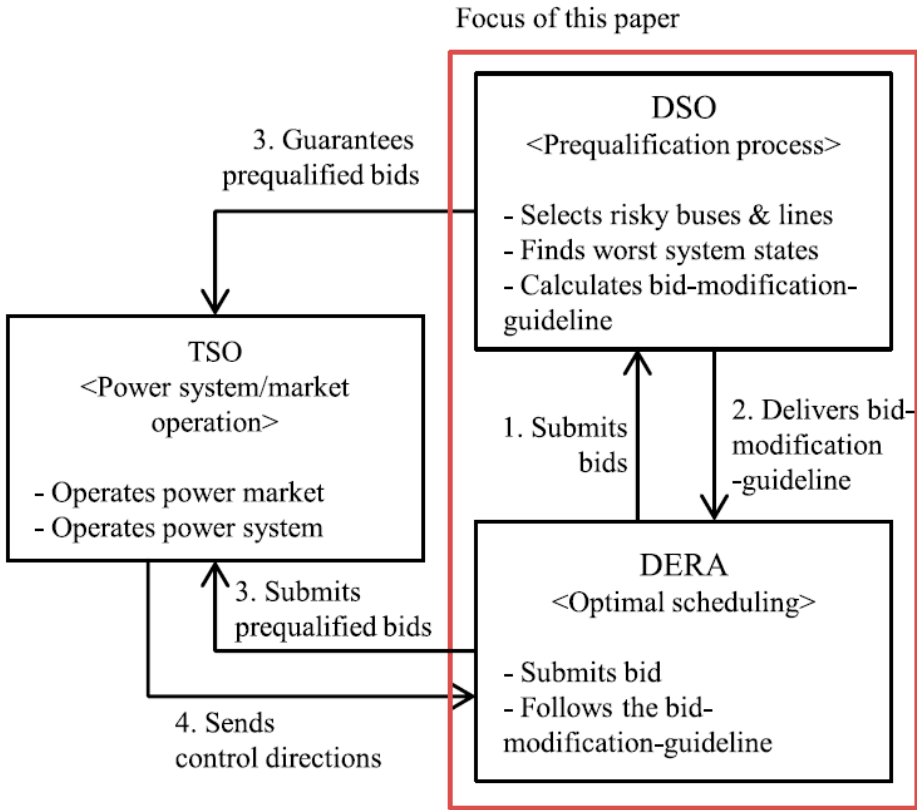 Focus of this paper
DSO
<Prequalification process>
- Selects risky buses & lines
- Finds worst system states
- Calculates bid-modification-
guideline
3. Guarantees
prequalified bids
TSO
<Power system/market
operation>
- Operates power market
- Operates power system
1. Submits
bids
2. Delivers bid-
modification
-guideline
DERA
<Optimal scheduling>
- Submits bid
- Follows the bid-
modification-guideline
3. Submits
prequalified bids
4. Sends
control directions